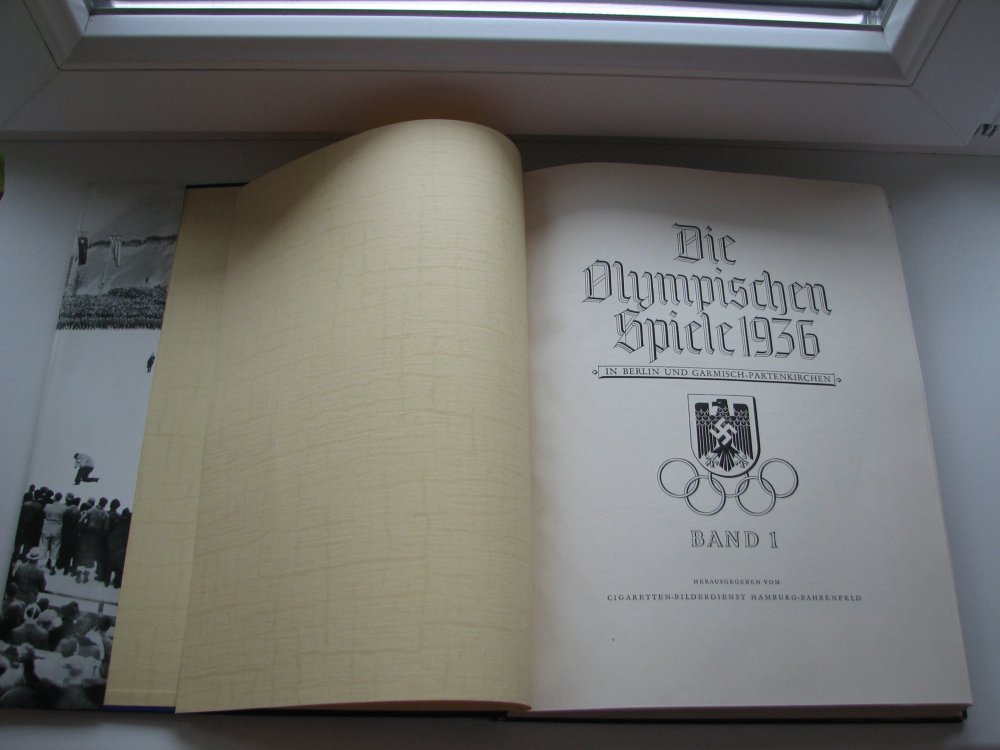 Die
Olympischen
Spiele 1936
IN BERLIN UND GARMISCH-PARTENKIRCHEN
BAND 1
HERAUSGEGEBEN VOM
CIGARETTEN-BILDERDIENST HAMBURG-BAHRENFELD